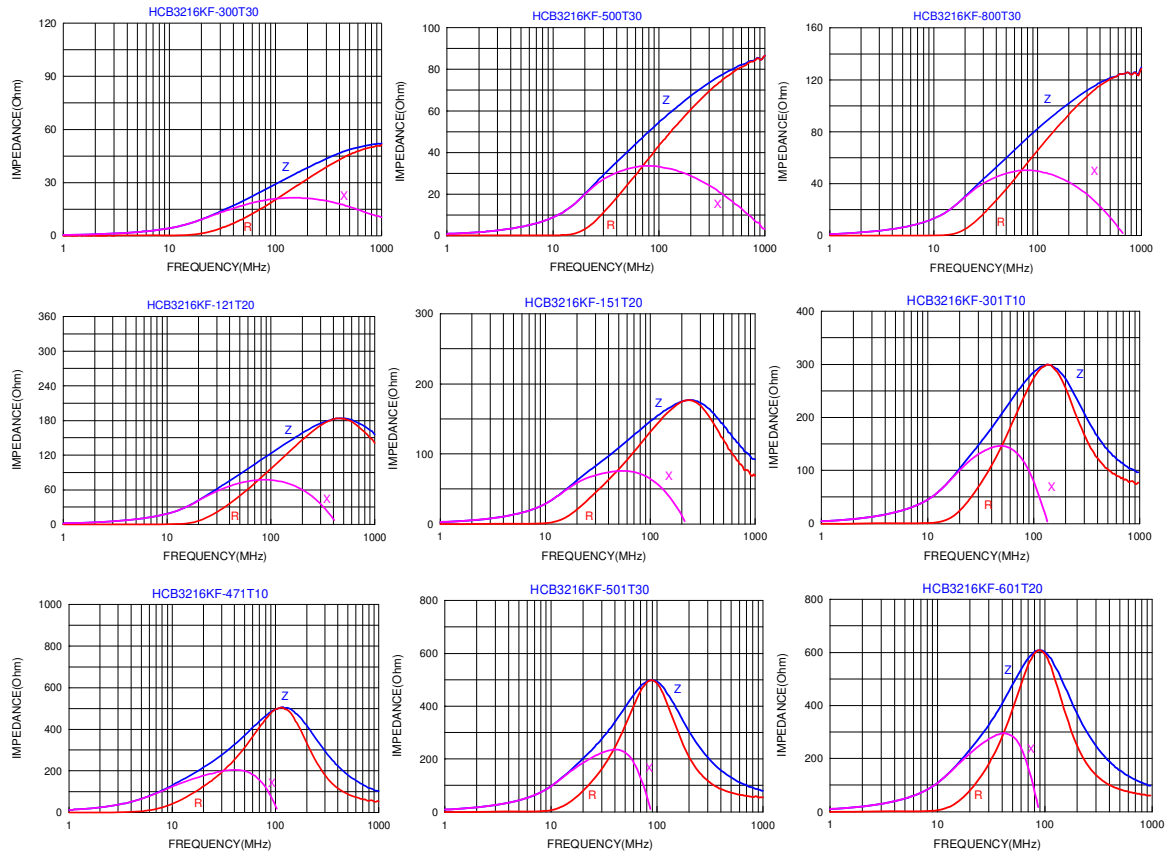 HCB3216KF-300T30
IMPEDANCE(Ohm)
120
90
60
30
0
Z
X
R
1
10
100
1000
FREQUENCY(MHz)
HCB3216KF-500T30
IMPEDANCE(Ohm)
100
80
60
40
20
0
Z
X
R
1
10
100
1000
FREQUENCY(MHz)
HCB3216KF-800T30
IMPEDANCE(Ohm)
160
120
80
40
0
Z
X
R
1
10
100
1000
FREQUENCY(MHz)
HCB3216KF-121T20
IMPEDANCE(Ohm)
360
300
240
180
120
60
0
Z
X
R
1
10
100
1000
FREQUENCY(MHz)
HCB3216KF-151T20
IMPEDANCE(Ohm)
300
200
100
0
Z
X
R
1
10
100
1000
FREQUENCY(MHz)
HCB3216KF-301T10
IMPEDANCE(Ohm)
400
300
200
100
0
Z
X
R
1
10
100
1000
FREQUENCY(MHz)
HCB3216KF-471T10
IMPEDANCE(Ohm)
1000
800
600
400
200
0
Z
X
R
1
10
100
1000
FREQUENCY(MHz)
HCB3216KF-501T30
IMPEDANCE(Ohm)
800
600
400
200
0
Z
X
R
1
10
100
1000
FREQUENCY(MHz)
HCB3216KF-601T20
IMPEDANCE(Ohm)
800
600
400
200
0
Z
X
R
1
10
100
1000
FREQUENCY(MHz)